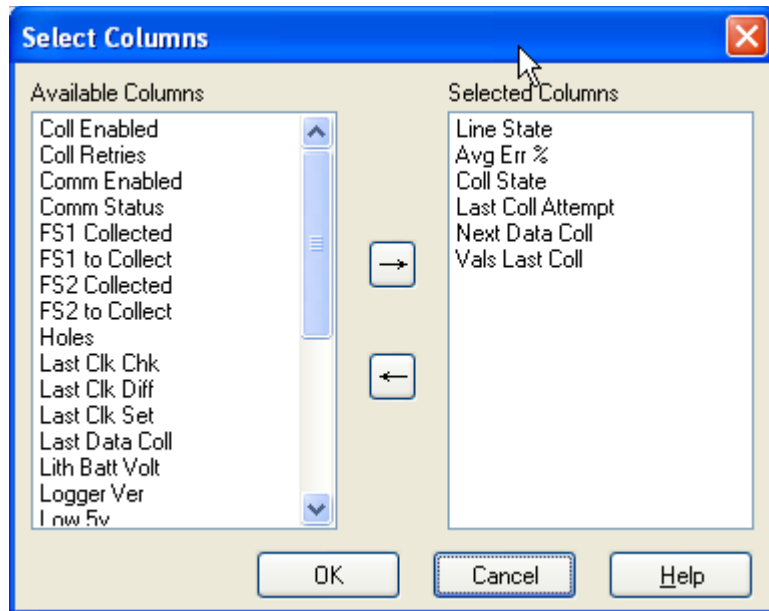 Select Columns
Available Columns
Coll Enabled
Coll Retries
Comm Enabled
Comm Status
FS1 Collected
FS1 to Collect
FS2 Collected
FS2 to Collect
Holes
Last Clk Chk
Last Clk Diff
Last Clk Set
Last Data Coll
Lith Batt Volt
Logger Ver
Low 5v
Selected Columns
Line State
Avg Err %
Coll State
Last Coll Attempt
Next Data Coll
Vals Last Coll
OK
Cancel
Help